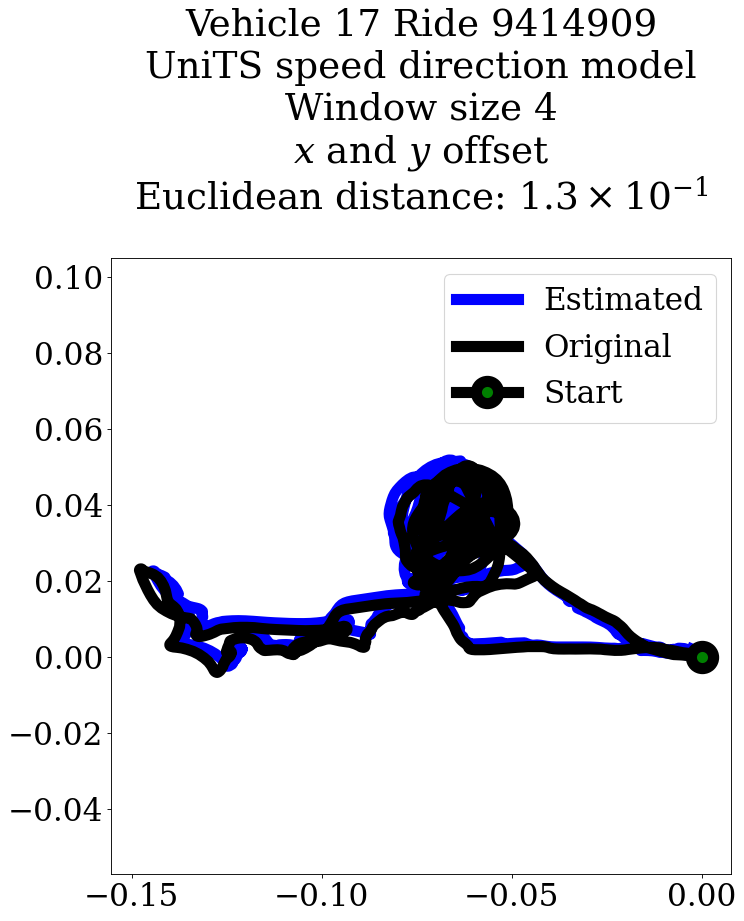 Vehicle 17 Ride 9414909
UniTS speed direction model
Window size 4
x and y offset
Euclidean distance: 1.3 × 10⁻¹
Estimated
Original
Start
0.10
0.08
0.06
0.04
0.02
0.00
−0.02
−0.04
−0.15
−0.10
−0.05
0.00